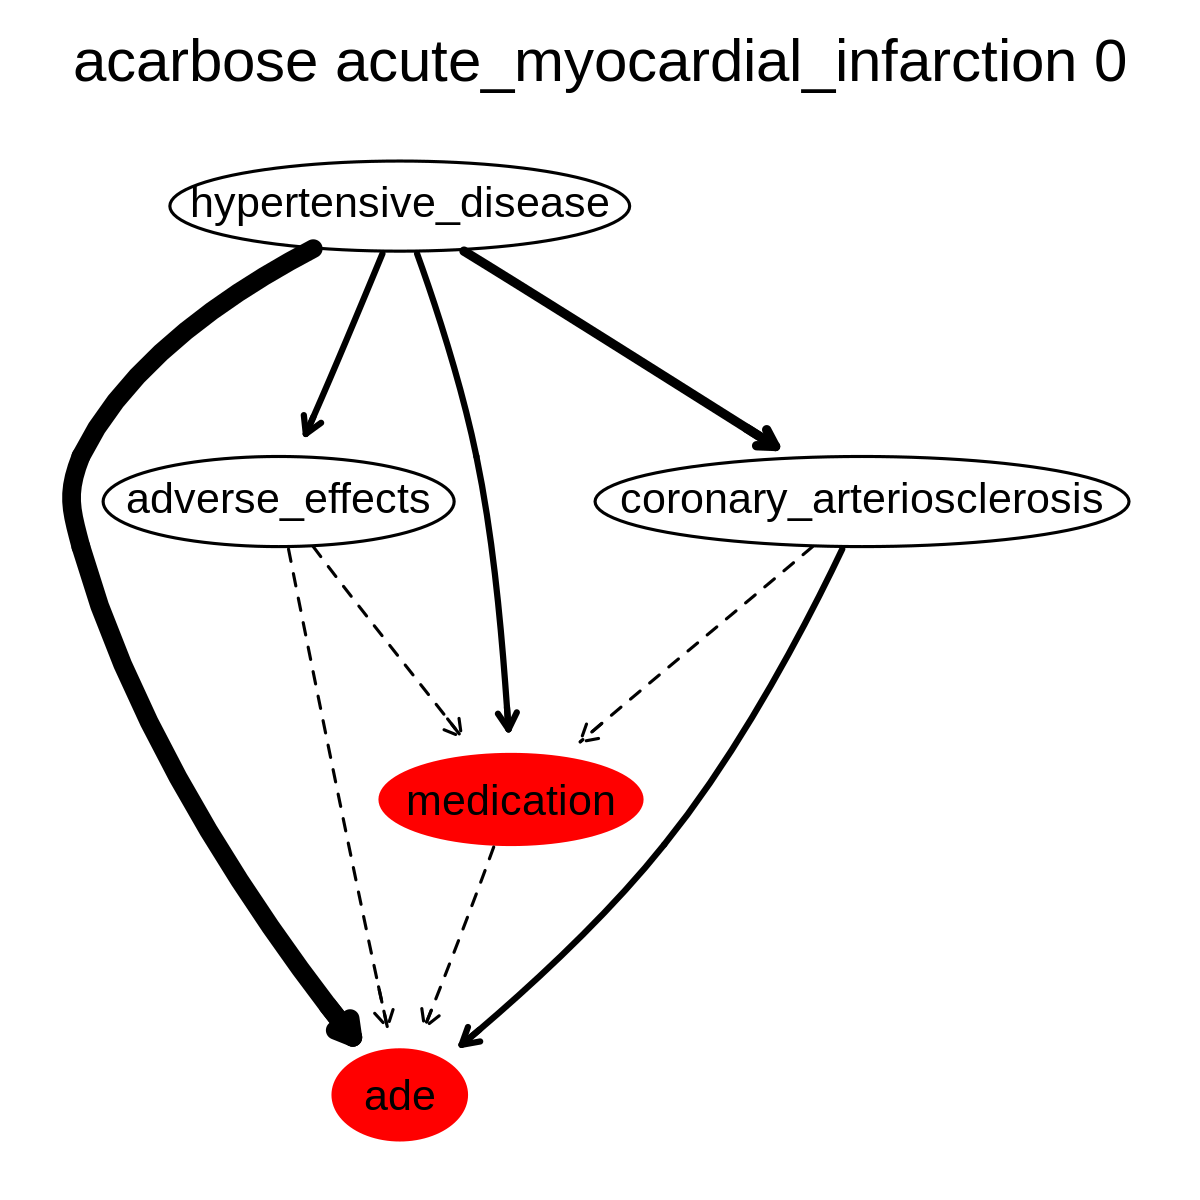 acarbose acute_myocardial_infarction 0
hypertensive_disease
adverse_effects
coronary_arteriosclerosis
medication
ade